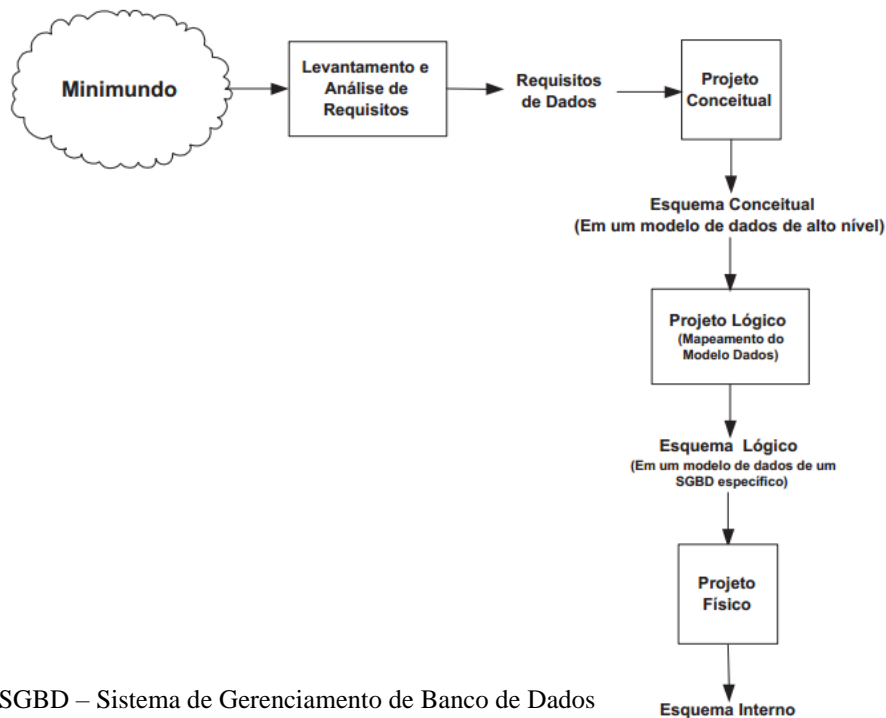 Minimundo
Levantamento e
Análise de
Requisitos
Requisitos
de Dados
Projeto
Conceitual
Esquema Conceitual
(Em um modelo de dados de alto nível)
Projeto Lógico
(Mapeamento do
Modelo Dados)
Esquema Lógico
(Em um modelo de dados de um
SGBD específico)
Projeto
Físico
SGBD – Sistema de Gerenciamento de Banco de Dados
Esquema Interno